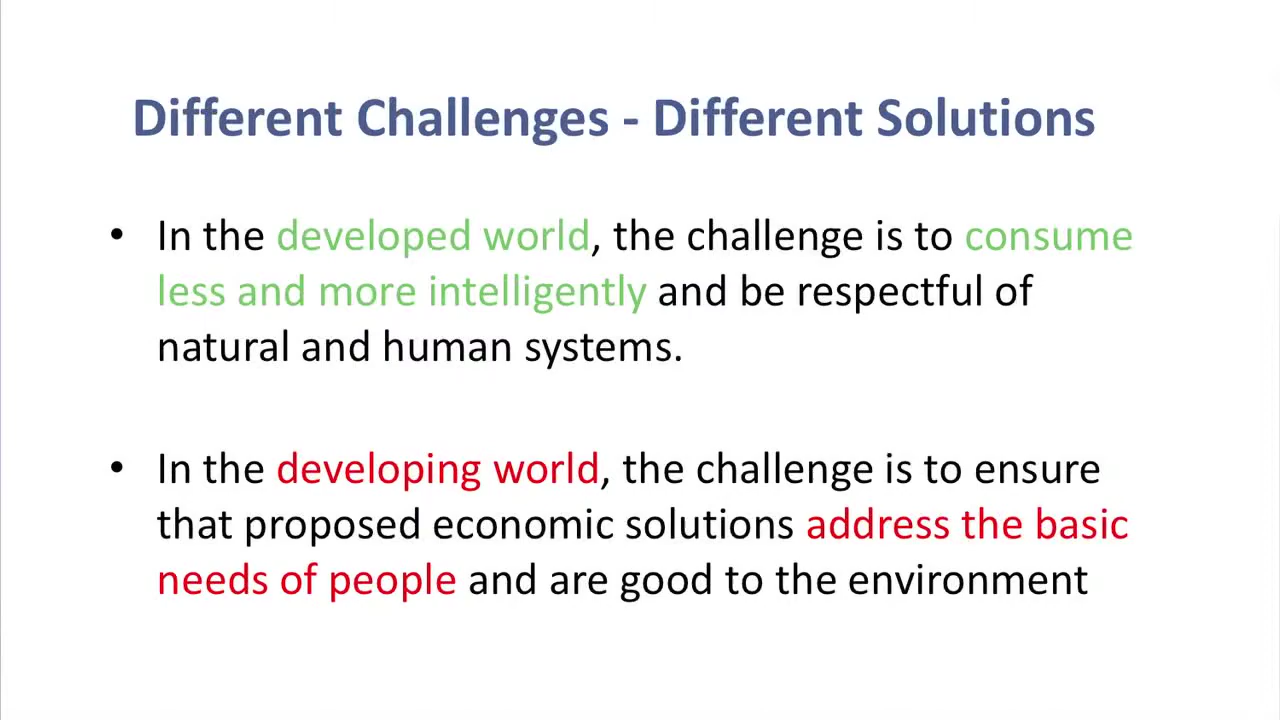 Different Challenges - Different Solutions
• In the developed world, the challenge is to consume
less and more intelligently and be respectful of
natural and human systems.
• In the developing world, the challenge is to ensure
that proposed economic solutions address the basic
needs of people and are good to the environment